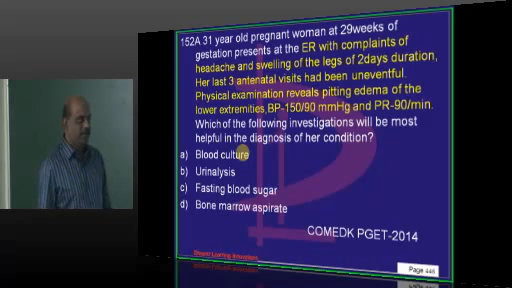 152A 31 year old pregnant woman at 29weeks of
gestation presents at the ER with complaints of
headache and swelling of the legs of 2days duration,
Her last 3 antenatal visits had been uneventful.
Physical examination reveals pitting edema of the
lower extremities, BP-150/90 mmHg and PR-90/min.
Which of the following investigations will be most
helpful in the diagnosis of her condition?
a) Blood culture
b) Urinalysis
c) Fasting blood sugar
d) Bone marrow aspirate
COMEDK PGET-2014
Page 446